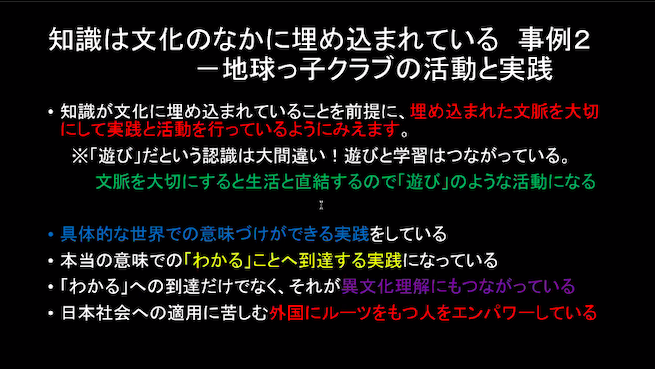 知識は文化のなかに埋め込まれている 事例２
－地球っ子クラブの活動と実践
• 知識が文化に埋め込まれていることを前提に、埋め込まれた文脈を大切
にして実践と活動を行っているようにみえます。
※「遊び」だという認識は大間違い！遊びと学習はつながっている。
文脈を大切にすると生活と直結するので「遊び」のような活動になる
• 具体的な世界での意味づけができる実践をしている
• 本当の意味での「わかる」ことへ到達する実践になっている
• 「わかる」への到達だけでなく、それが異文化理解にもつながっている
• 日本社会への適用に苦しむ外国にルーツをもつ人をエンパワーしている